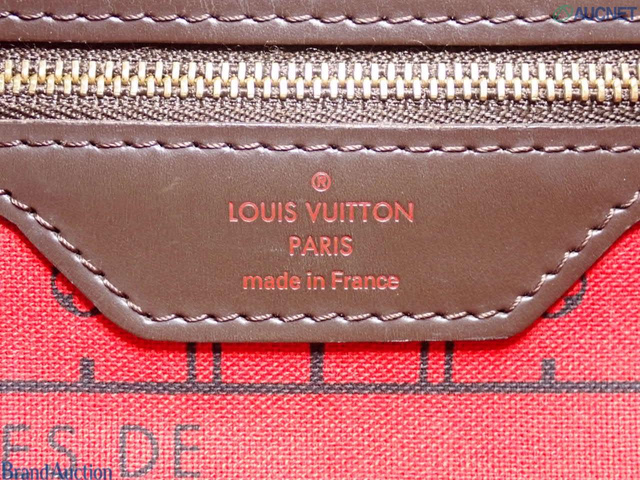 AUCNET
®
LOUIS VUITTON
PARIS
made in France
ES DE
BrandAuction